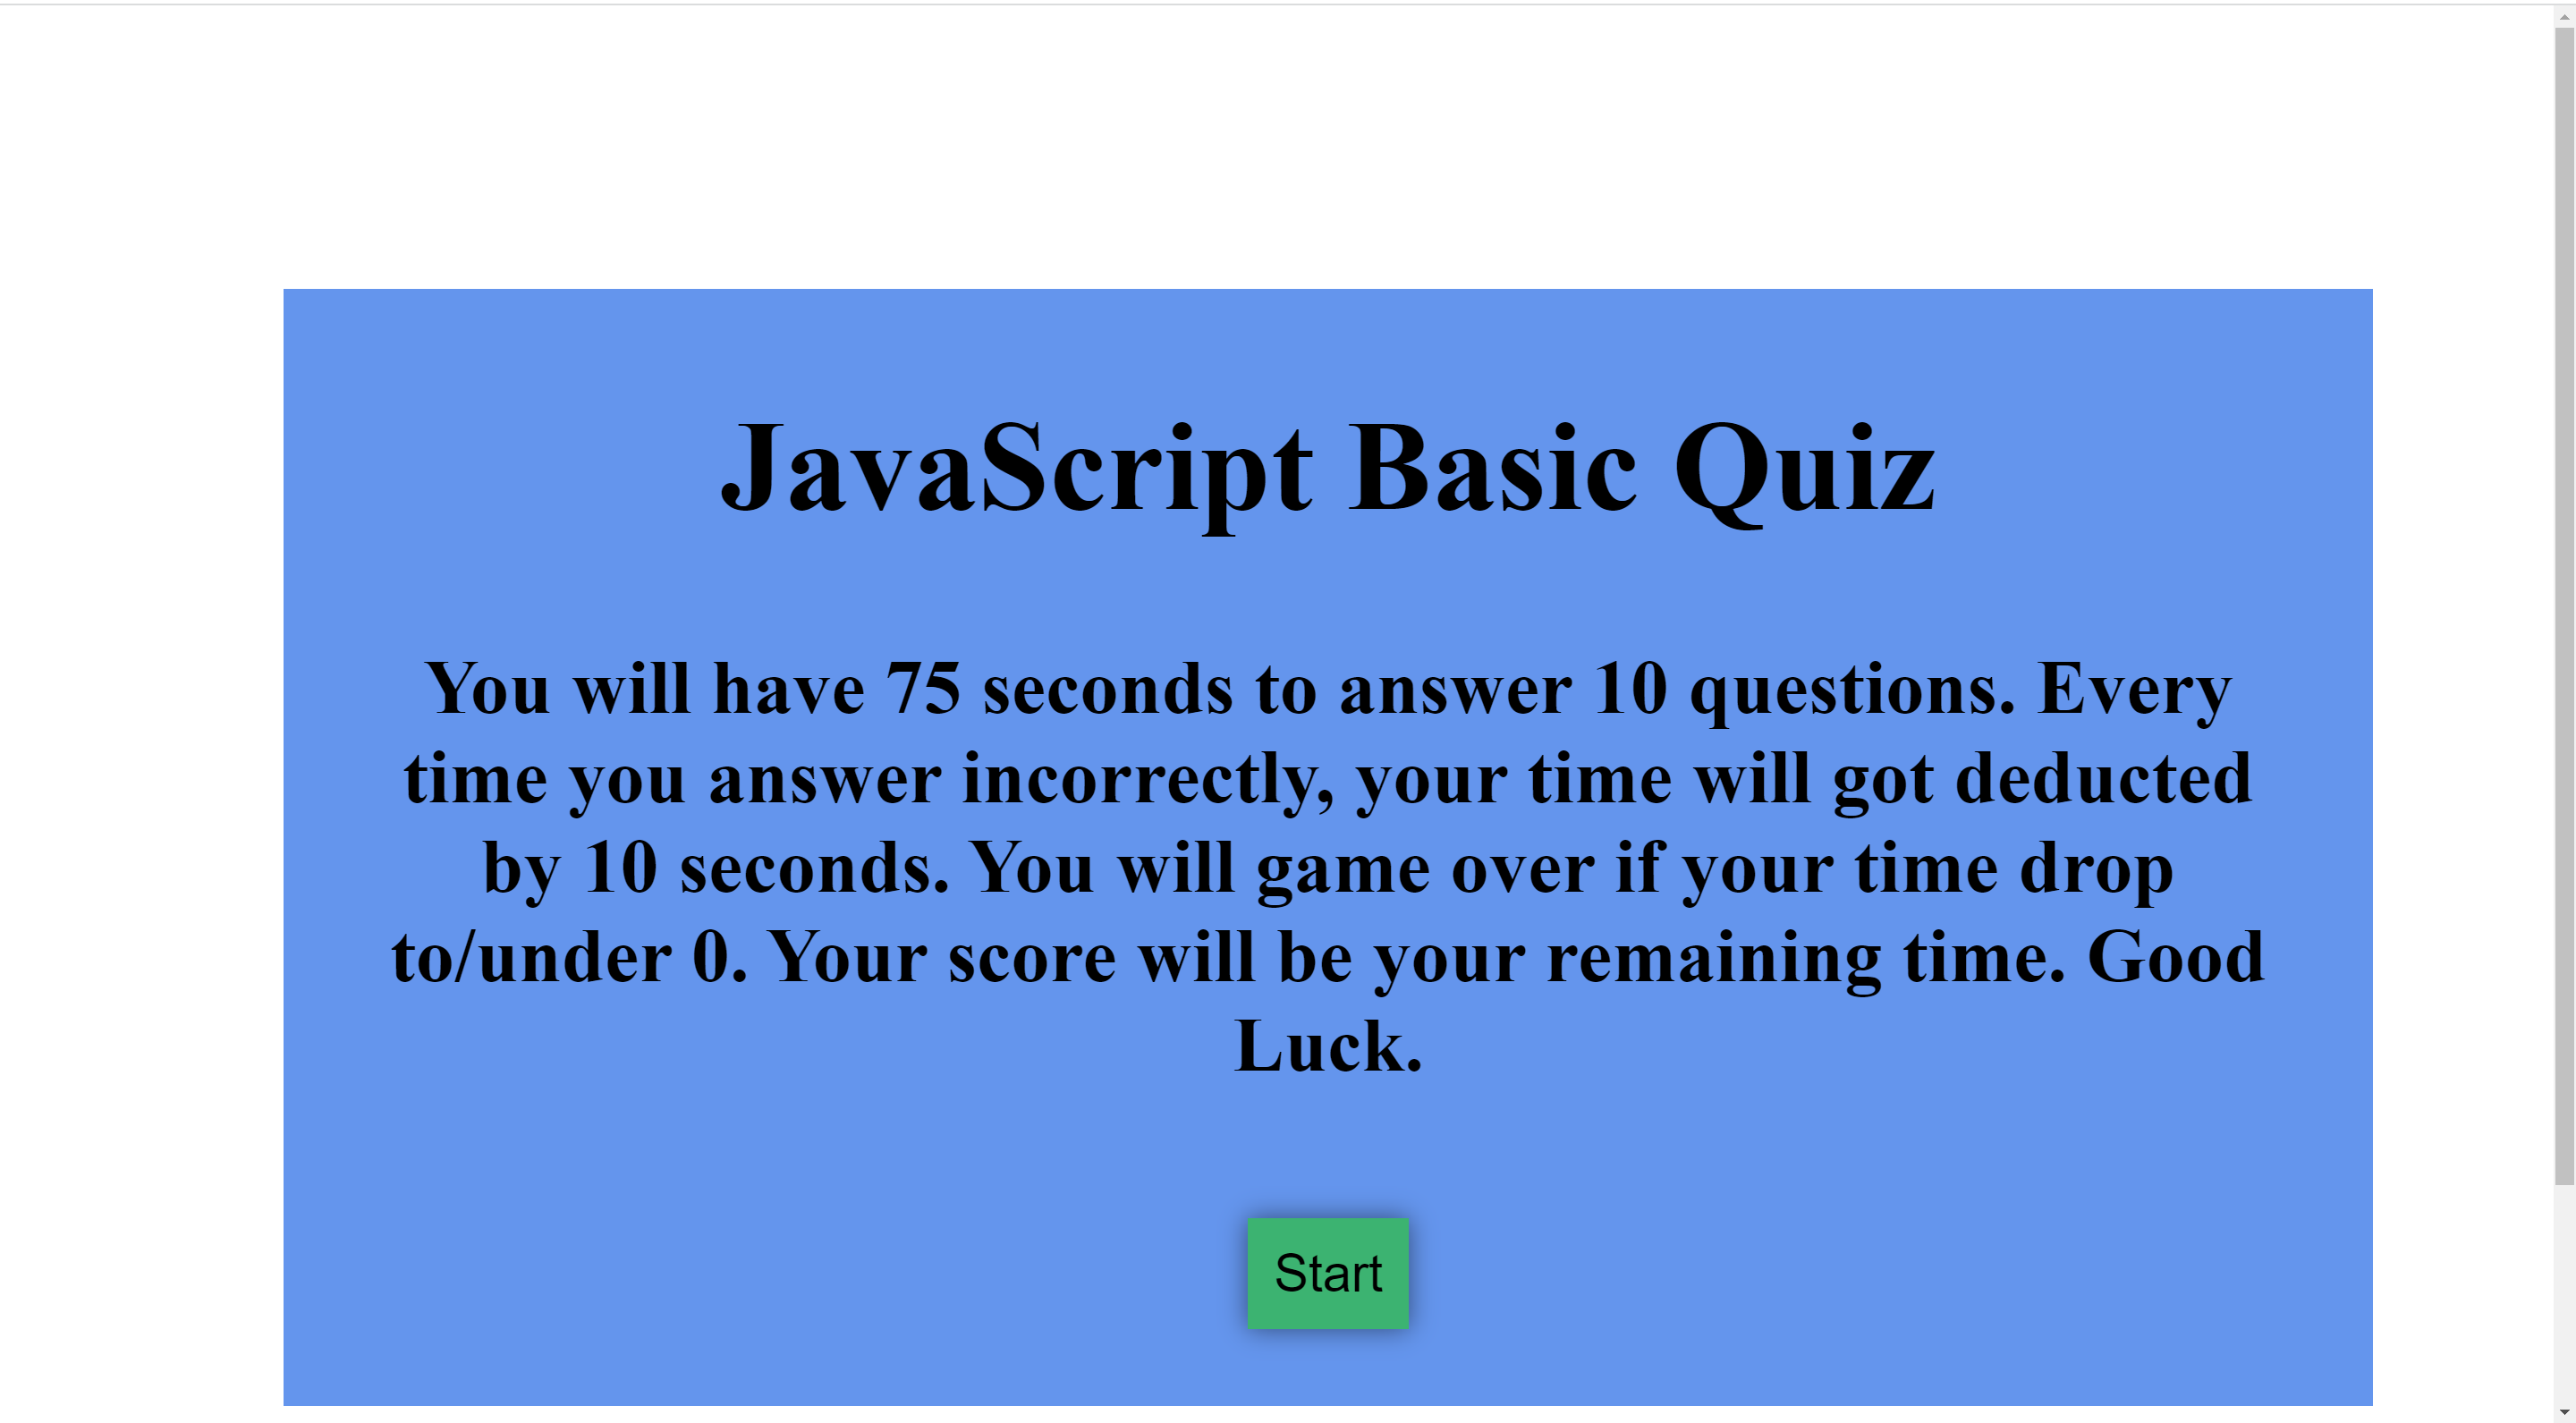 JavaScript Basic Quiz
You will have 75 seconds to answer 10 questions. Every
time you answer incorrectly, your time will got deducted
by 10 seconds. You will game over if your time drop
to/under 0. Your score will be your remaining time. Good
Luck.
Start